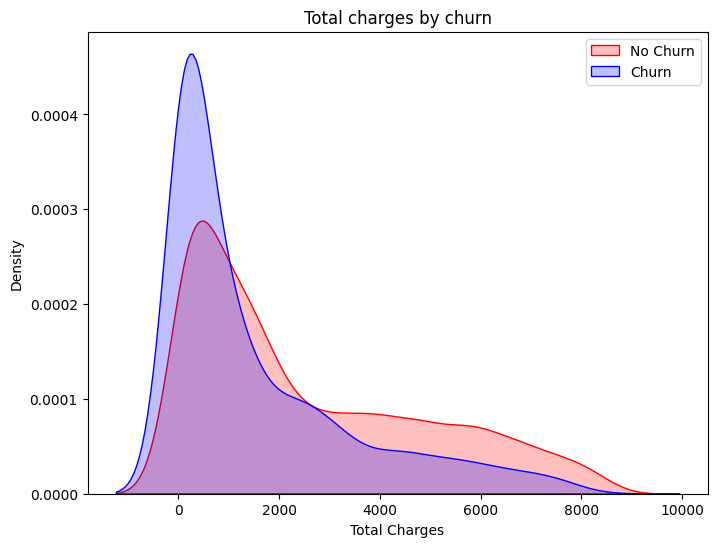 Total charges by churn
No Churn
Churn
0.0004
0.0003
0.0002
0.0001
0.0000
Density
0 2000 4000 6000 8000 10000
Total Charges